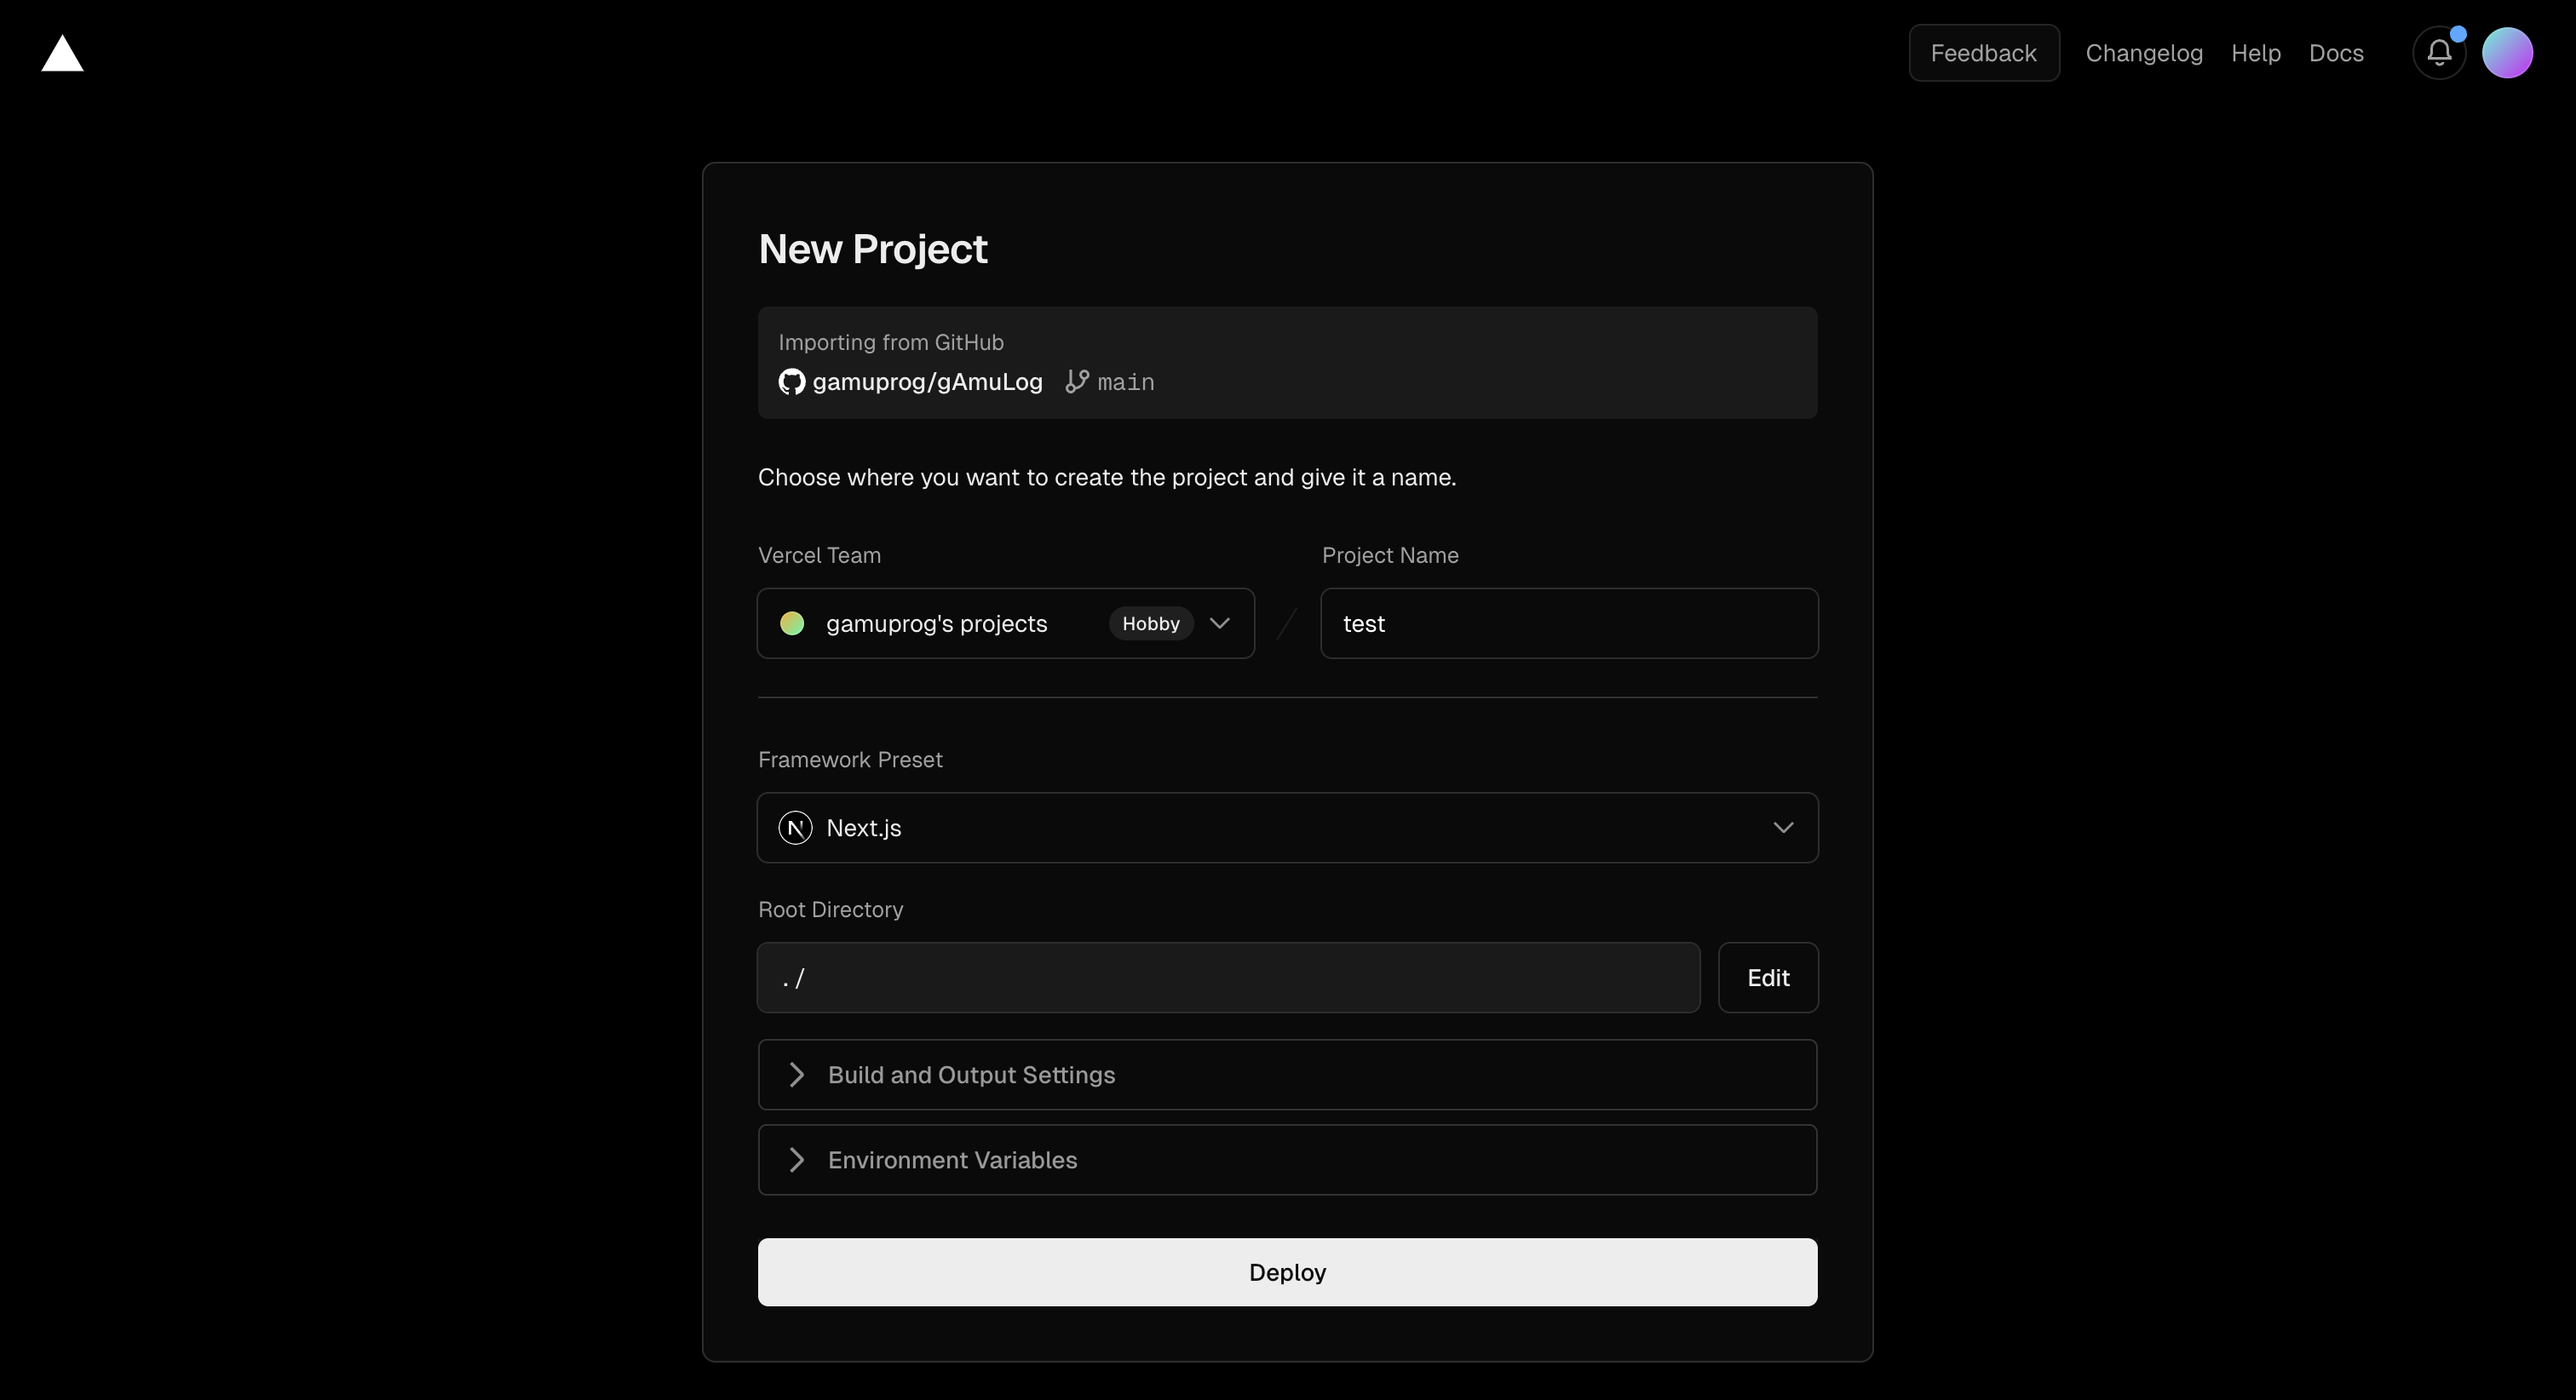 Feedback Changelog Help Docs
New Project
Importing from GitHub
gamuprog/gAmuLog main
Choose where you want to create the project and give it a name.
Vercel Team Project Name
gamuprog's projects Hobby / test
Framework Preset
N Next.js
Root Directory
./ Edit
Build and Output Settings
Environment Variables
Deploy